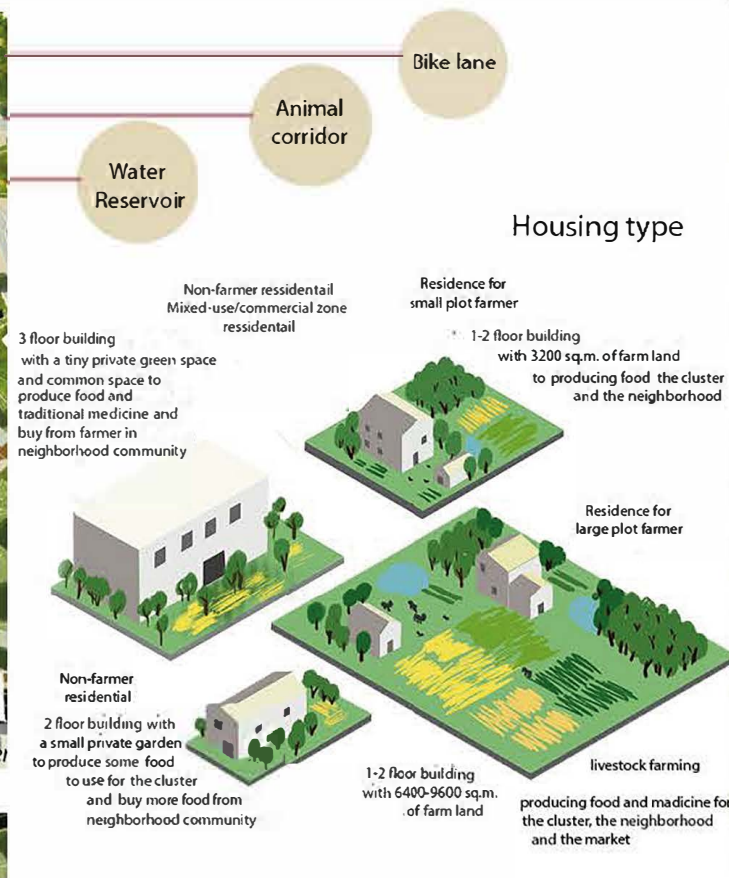 Bike lane
Animal
corridor
Water
Reservoir
Housing type
Non-farmer ressidentail
Mixed-use/commercial zone
ressidentail
3 floor building
with a tiny private green space
and common space to
produce food and
traditional medicine and
buy from farmer in
neighborhood community
Residence for
small plot farmer
1-2 floor building
with 3200 sq.m. of farm land
to producing food the cluster
and the neighborhood
Residence for
large plot farmer
Non-farmer
residential
2 floor building with
a small private garden
to produce some food
to use for the cluster
and buy more food from
neighborhood community
1-2 floor building
with 6400-9600 sq.m.
of farm land
livestock farming
producing food and madicine for
the cluster, the neighborhood
and the market